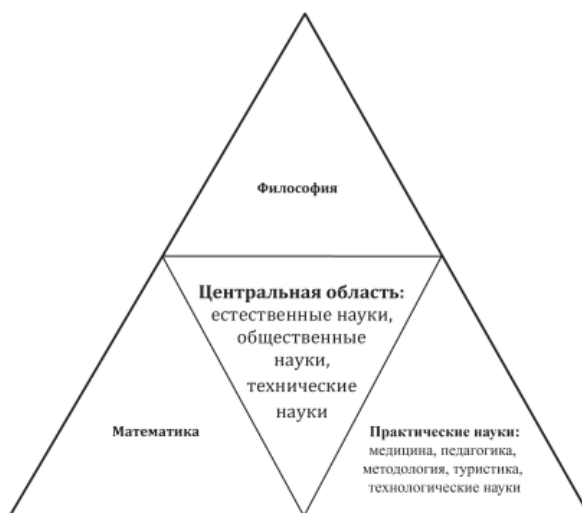 Философия
Центральная область:
естественные науки,
общественные
науки,
технические
науки
Математика
Практические науки:
медицина, педагогика,
методология, туристика,
технологические науки